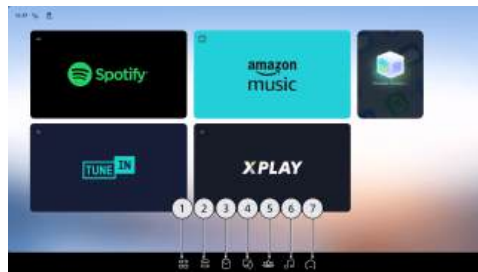 Spotify
amazon
music
TUNE IN
XPLAY
1 2 3 4 5 6 7